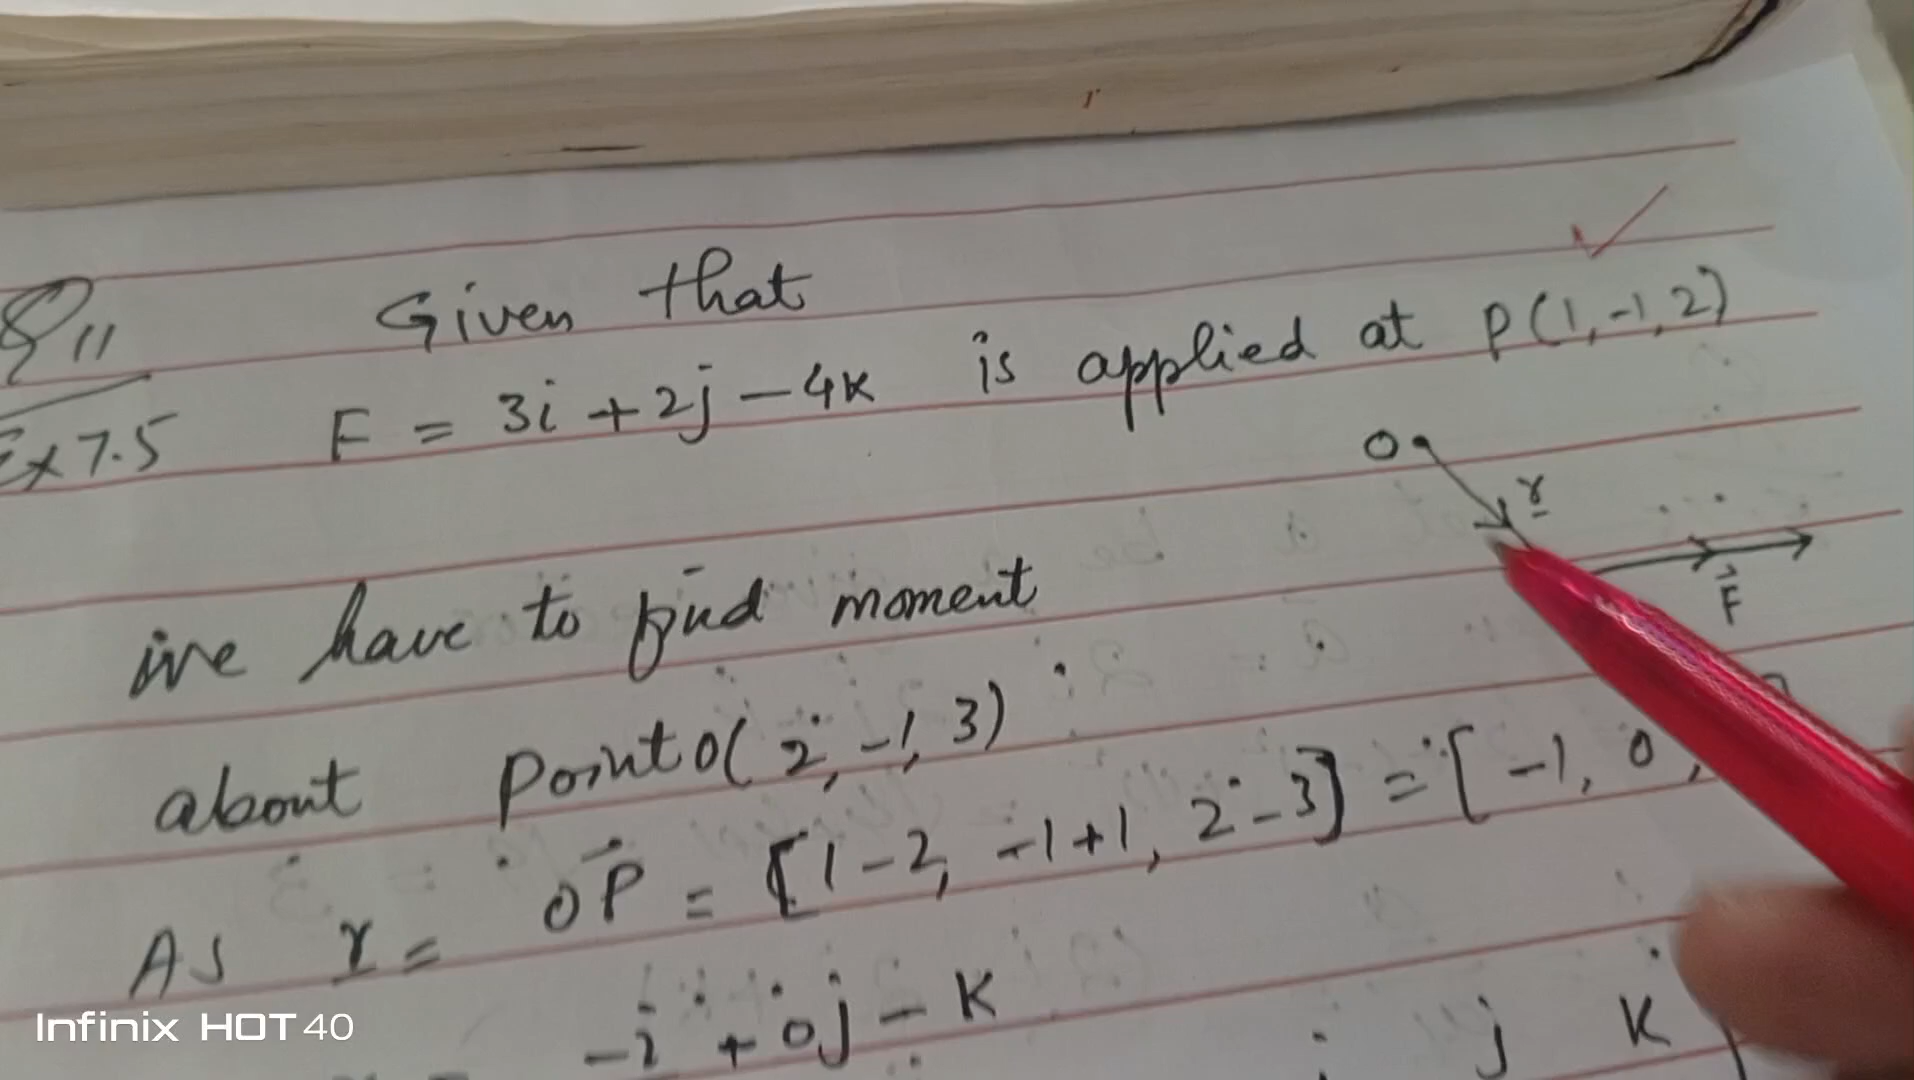 Q11 Given that
Ex 7.5 F = 3i + 2j - 4k is applied at P(1, -1, 2)
O r
F
we have to find moment
about Point O( 2, -1, 3)
As r = OP = [1-2, -1+1, 2-3] = [-1, 0,
-i + 0j - K
i j K
Infinix HOT 40